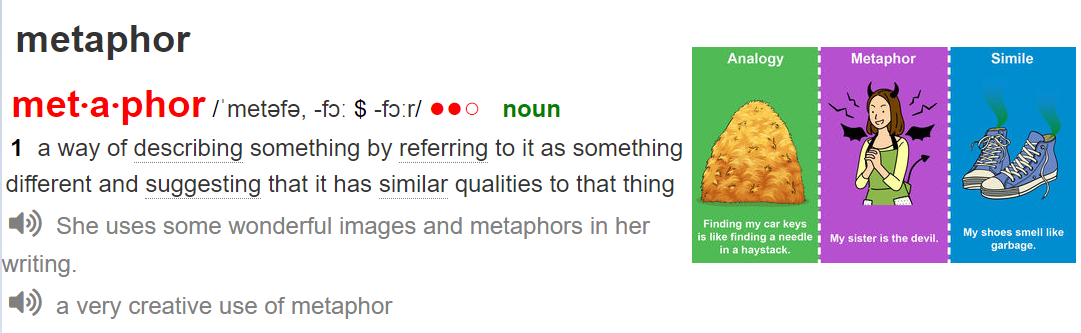 metaphor
met·a·phor /ˈmetəfə, -fɔː $ -fɔːr/ ●●○ noun
1 a way of describing something by referring to it as something
different and suggesting that it has similar qualities to that thing
She uses some wonderful images and metaphors in her
writing.
a very creative use of metaphor
Analogy
Finding my car keys
is like finding a needle
in a haystack.
Metaphor
My sister is the devil.
Simile
My shoes smell like
garbage.